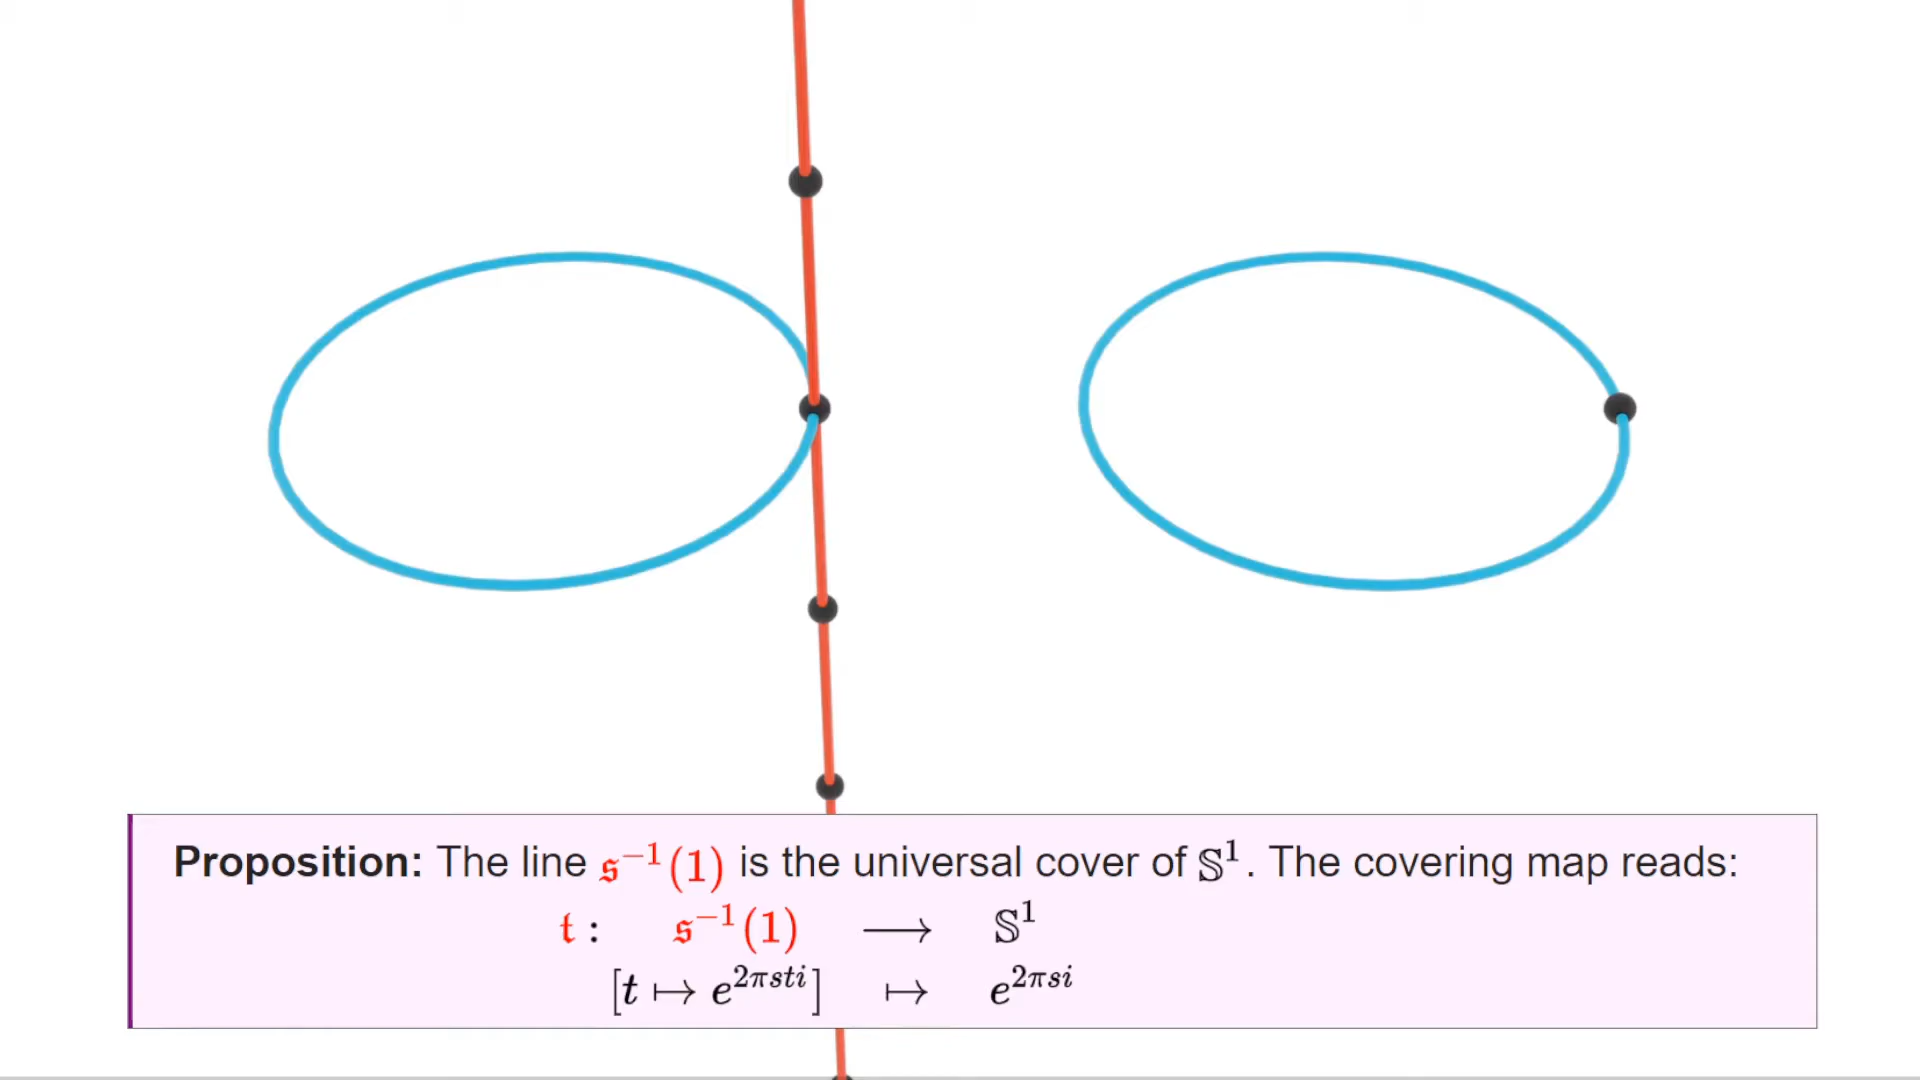 Proposition: The line 𝔰⁻¹(1) is the universal cover of 𝕊¹. The covering map reads:
𝔱 : 𝔰⁻¹(1) ⟶ 𝕊¹
[t ↦ e^{2πsti}] ↦ e^{2πsi}